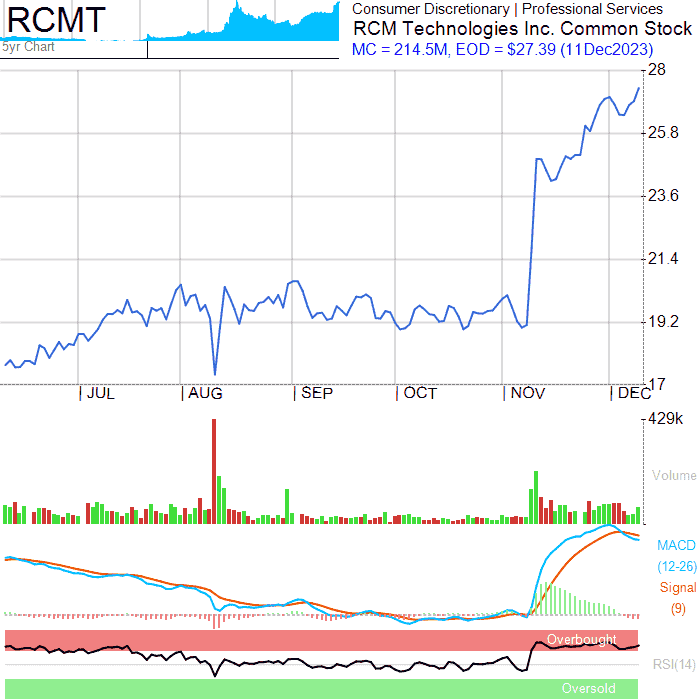 RCMT
5yr Chart
Consumer Discretionary | Professional Services
RCM Technologies Inc. Common Stock
MC = 214.5M, EOD = $27.39 (11Dec2023)
28
25.8
23.6
21.4
19.2
17
JUL
AUG
SEP
OCT
NOV
DEC
429k
Volume
MACD
(12-26)
Signal
(9)
Overbought
RSI(14)
Oversold